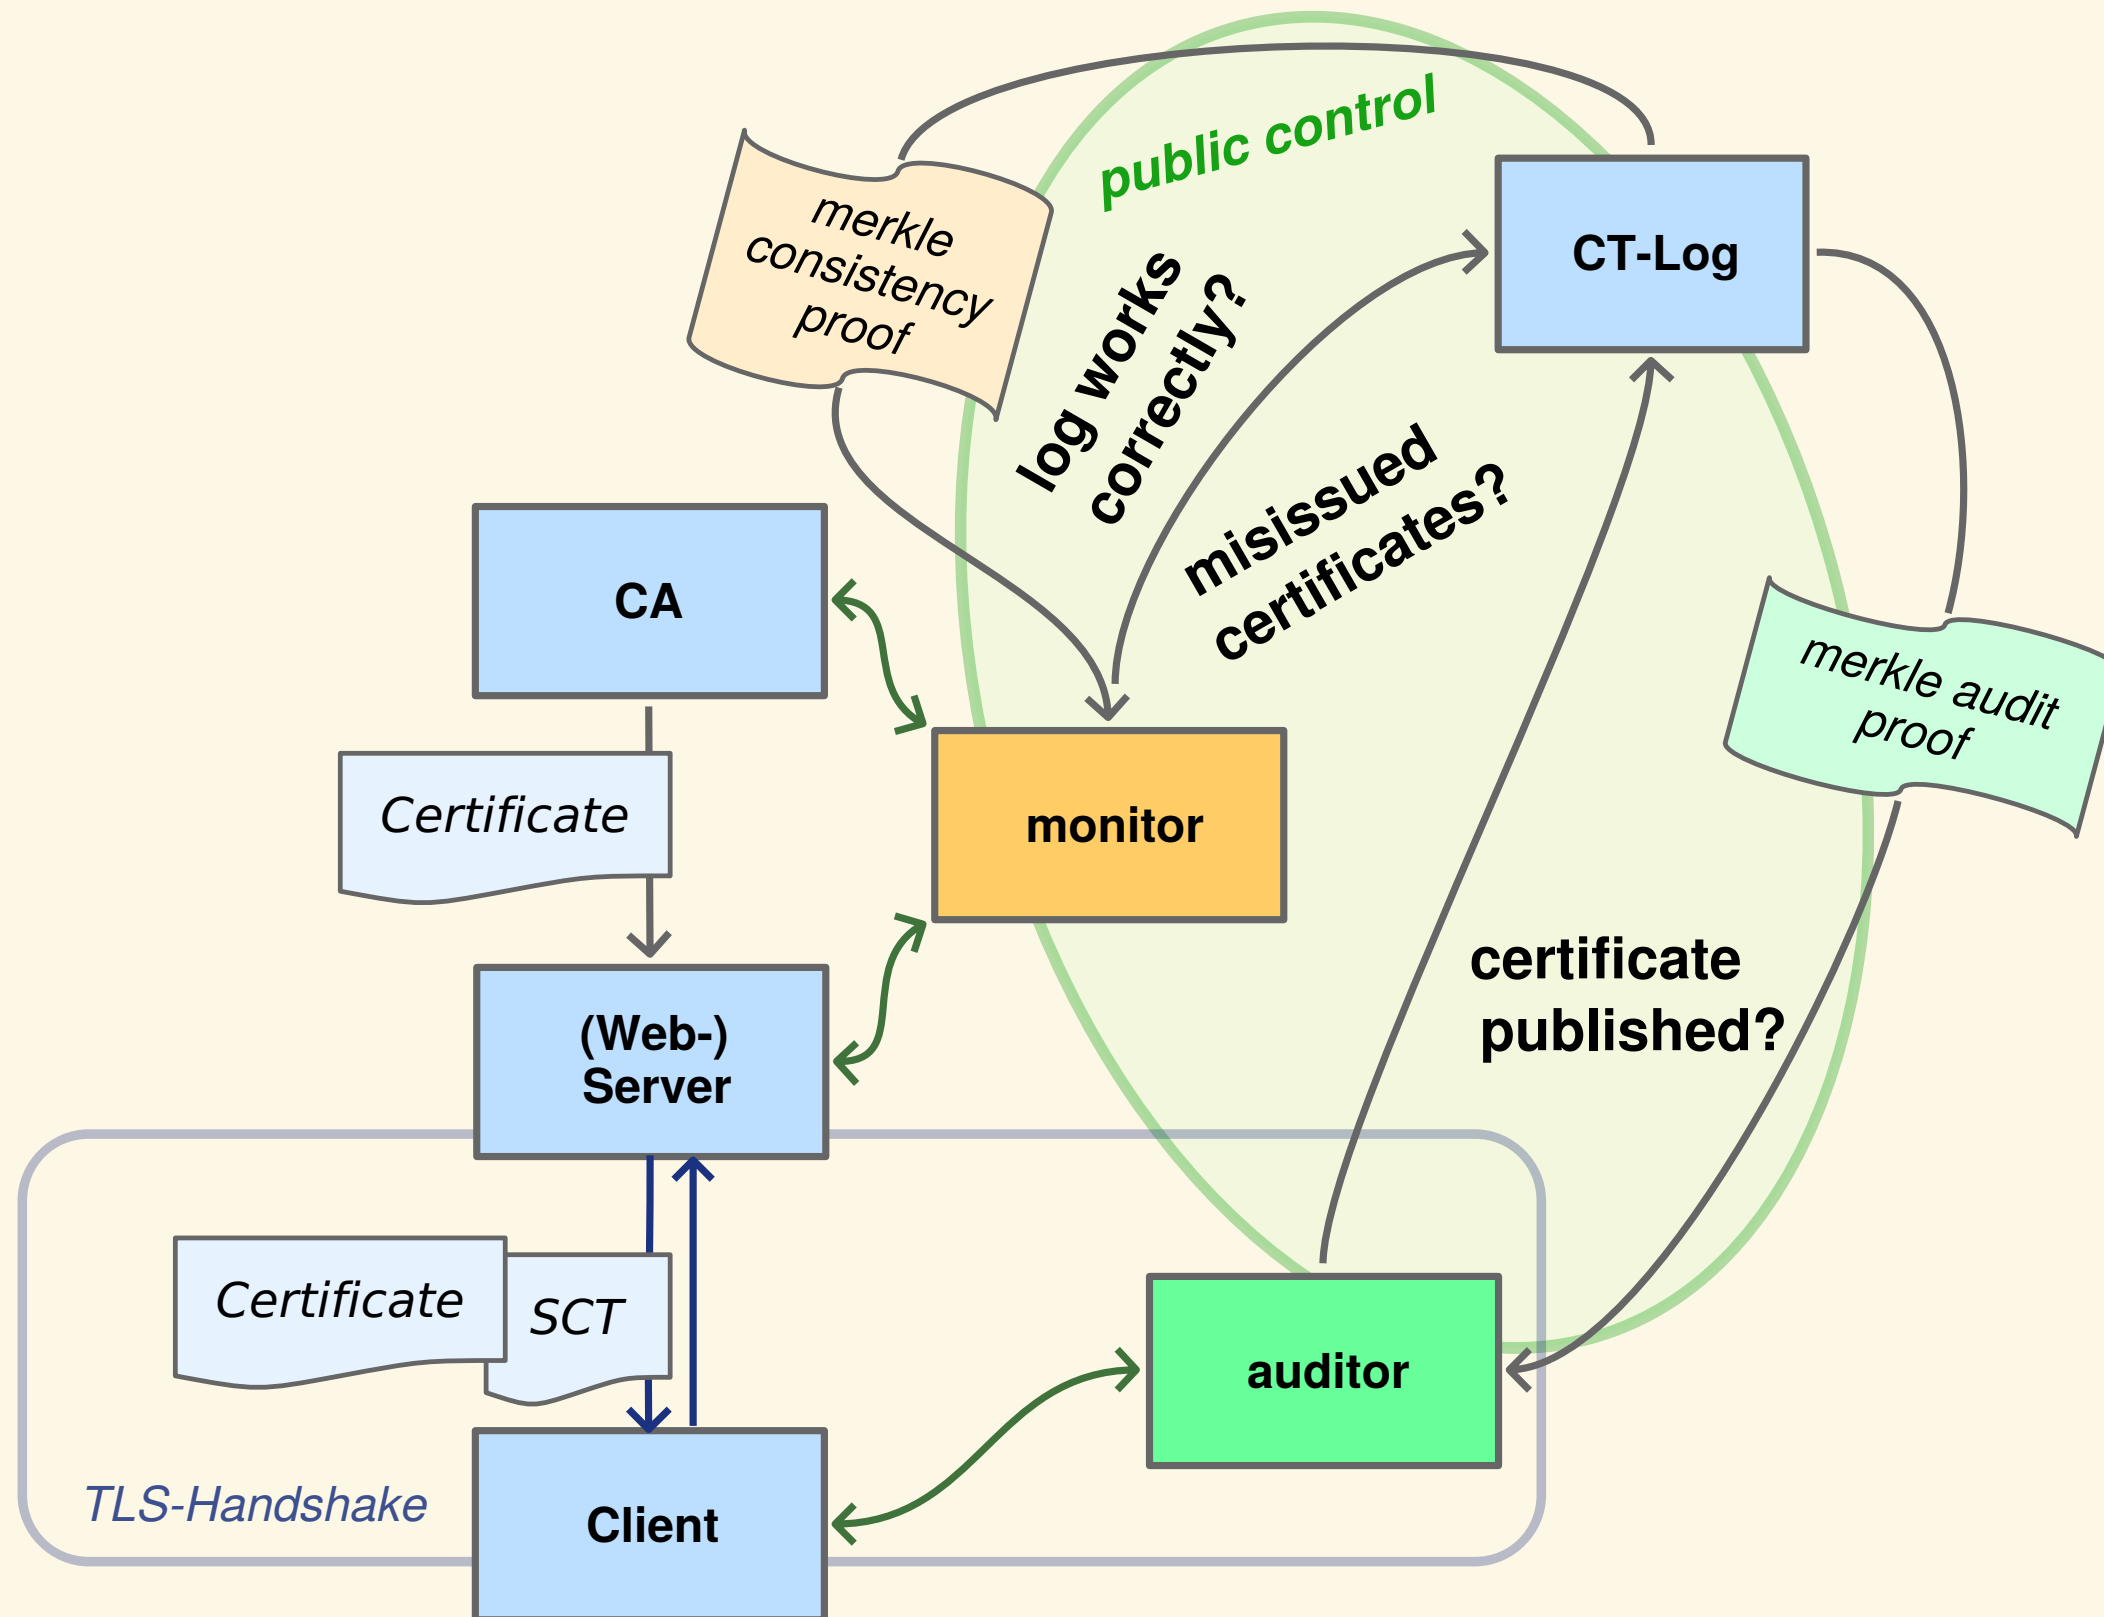 public control
merkle
consistency
proof
CT-Log
log works
correctly?
misissued
certificates?
CA
merkle audit
proof
Certificate
monitor
certificate
published?
(Web-)
Server
Certificate
SCT
auditor
TLS-Handshake
Client